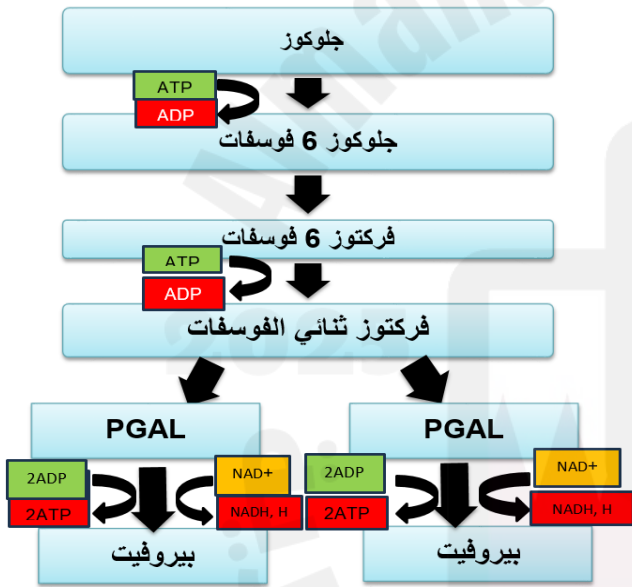 جلوكوز
ATP
ADP
جلوكوز 6 فوسفات
فركتوز 6 فوسفات
ATP
ADP
فركتوز ثنائي الفوسفات
PGAL
PGAL
2ADP
NAD+
2ADP
NAD+
2ATP
NADH, H
2ATP
NADH, H
بيروفيت
بيروفيت